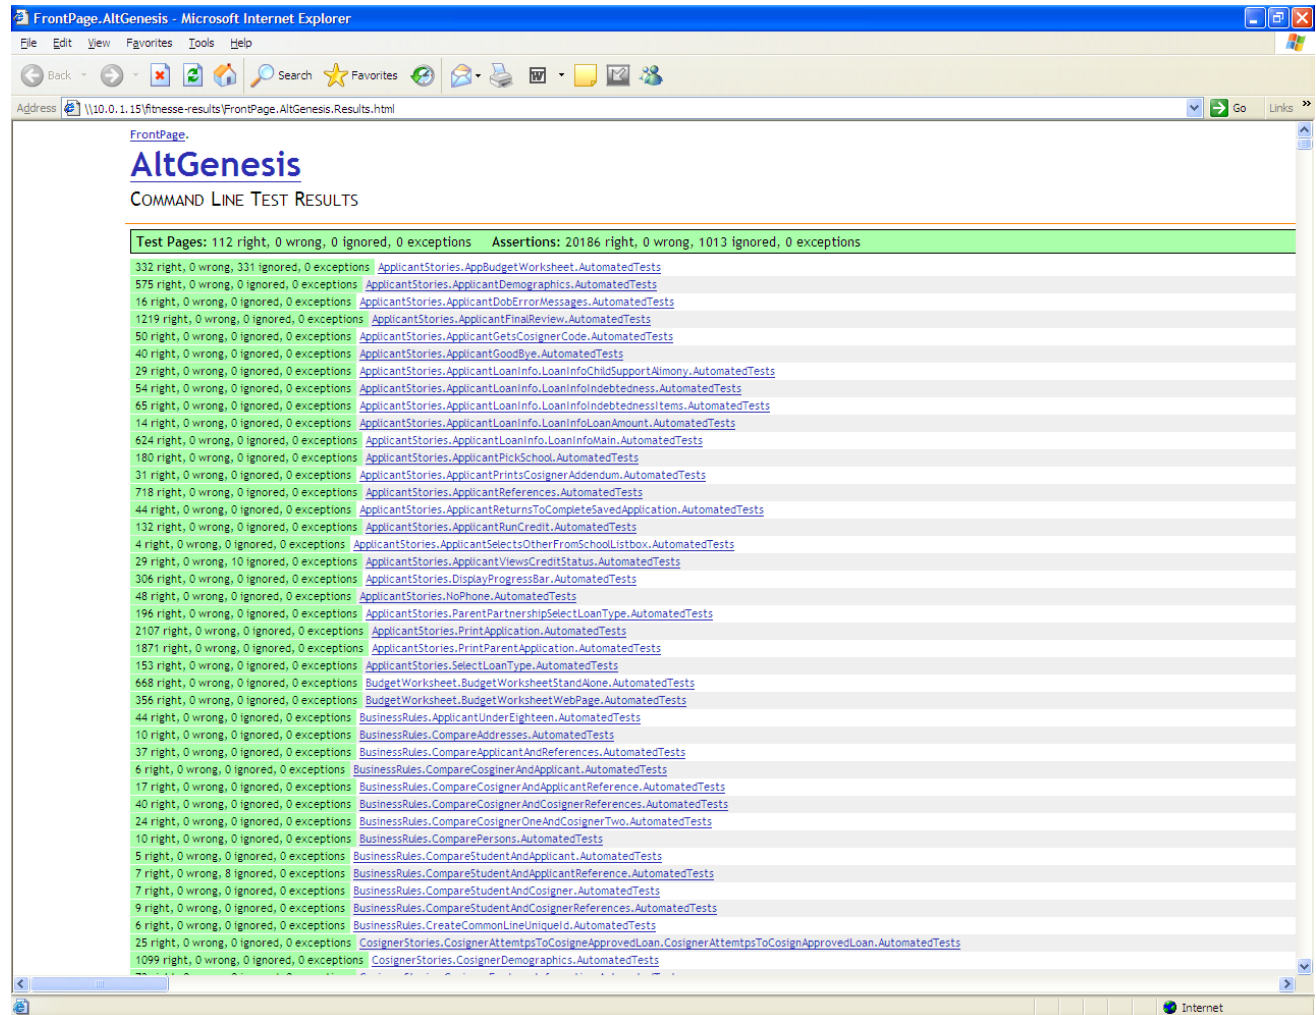 FrontPage.AltGenesis - Microsoft Internet Explorer
File Edit View Favorites Tools Help
Back Search Favorites
Address \\10.0.1.15\fitnesse-results\FrontPage.AltGenesis.Results.html Go Links »
FrontPage.
AltGenesis
COMMAND LINE TEST RESULTS
Test Pages: 112 right, 0 wrong, 0 ignored, 0 exceptions Assertions: 20186 right, 0 wrong, 1013 ignored, 0 exceptions
332 right, 0 wrong, 331 ignored, 0 exceptions ApplicantStories.AppBudgetWorksheet.AutomatedTests
575 right, 0 wrong, 0 ignored, 0 exceptions ApplicantStories.ApplicantDemographics.AutomatedTests
16 right, 0 wrong, 0 ignored, 0 exceptions ApplicantStories.ApplicantDobErrorMessages.AutomatedTests
1219 right, 0 wrong, 0 ignored, 0 exceptions ApplicantStories.ApplicantFinalReview.AutomatedTests
50 right, 0 wrong, 0 ignored, 0 exceptions ApplicantStories.ApplicantGetsCosignerCode.AutomatedTests
40 right, 0 wrong, 0 ignored, 0 exceptions ApplicantStories.ApplicantGoodBye.AutomatedTests
29 right, 0 wrong, 0 ignored, 0 exceptions ApplicantStories.ApplicantLoanInfo.LoanInfoChildSupportAlimony.AutomatedTests
54 right, 0 wrong, 0 ignored, 0 exceptions ApplicantStories.ApplicantLoanInfo.LoanInfoIndebtedness.AutomatedTests
65 right, 0 wrong, 0 ignored, 0 exceptions ApplicantStories.ApplicantLoanInfo.LoanInfoIndebtednessItems.AutomatedTests
14 right, 0 wrong, 0 ignored, 0 exceptions ApplicantStories.ApplicantLoanInfo.LoanInfoLoanAmount.AutomatedTests
624 right, 0 wrong, 0 ignored, 0 exceptions ApplicantStories.ApplicantLoanInfo.LoanInfoMain.AutomatedTests
180 right, 0 wrong, 0 ignored, 0 exceptions ApplicantStories.ApplicantPickSchool.AutomatedTests
31 right, 0 wrong, 0 ignored, 0 exceptions ApplicantStories.ApplicantPrintsCosignerAddendum.AutomatedTests
718 right, 0 wrong, 0 ignored, 0 exceptions ApplicantStories.ApplicantReferences.AutomatedTests
44 right, 0 wrong, 0 ignored, 0 exceptions ApplicantStories.ApplicantReturnsToCompleteSavedApplication.AutomatedTests
132 right, 0 wrong, 0 ignored, 0 exceptions ApplicantStories.ApplicantRunCredit.AutomatedTests
4 right, 0 wrong, 0 ignored, 0 exceptions ApplicantStories.ApplicantSelectsOtherFromSchoolListbox.AutomatedTests
29 right, 0 wrong, 10 ignored, 0 exceptions ApplicantStories.ApplicantViewsCreditStatus.AutomatedTests
306 right, 0 wrong, 0 ignored, 0 exceptions ApplicantStories.DisplayProgressBar.AutomatedTests
48 right, 0 wrong, 0 ignored, 0 exceptions ApplicantStories.NoPhone.AutomatedTests
196 right, 0 wrong, 0 ignored, 0 exceptions ApplicantStories.ParentPartnershipSelectLoanType.AutomatedTests
2107 right, 0 wrong, 0 ignored, 0 exceptions ApplicantStories.PrintApplication.AutomatedTests
1871 right, 0 wrong, 0 ignored, 0 exceptions ApplicantStories.PrintParentApplication.AutomatedTests
153 right, 0 wrong, 0 ignored, 0 exceptions ApplicantStories.SelectLoanType.AutomatedTests
668 right, 0 wrong, 0 ignored, 0 exceptions BudgetWorksheet.BudgetWorksheetStandAlone.AutomatedTests
356 right, 0 wrong, 0 ignored, 0 exceptions BudgetWorksheet.BudgetWorksheetWebPage.AutomatedTests
44 right, 0 wrong, 0 ignored, 0 exceptions BusinessRules.ApplicantUnderEighteen.AutomatedTests
10 right, 0 wrong, 0 ignored, 0 exceptions BusinessRules.CompareAddresses.AutomatedTests
37 right, 0 wrong, 0 ignored, 0 exceptions BusinessRules.CompareApplicantAndReferences.AutomatedTests
6 right, 0 wrong, 0 ignored, 0 exceptions BusinessRules.CompareCosginerAndApplicant.AutomatedTests
17 right, 0 wrong, 0 ignored, 0 exceptions BusinessRules.CompareCosignerAndApplicantReference.AutomatedTests
40 right, 0 wrong, 0 ignored, 0 exceptions BusinessRules.CompareCosignerAndCosignerReferences.AutomatedTests
24 right, 0 wrong, 0 ignored, 0 exceptions BusinessRules.CompareCosignerOneAndCosignerTwo.AutomatedTests
10 right, 0 wrong, 0 ignored, 0 exceptions BusinessRules.ComparePersons.AutomatedTests
5 right, 0 wrong, 0 ignored, 0 exceptions BusinessRules.CompareStudentAndApplicant.AutomatedTests
7 right, 0 wrong, 8 ignored, 0 exceptions BusinessRules.CompareStudentAndApplicantReference.AutomatedTests
7 right, 0 wrong, 0 ignored, 0 exceptions BusinessRules.CompareStudentAndCosigner.AutomatedTests
9 right, 0 wrong, 0 ignored, 0 exceptions BusinessRules.CompareStudentAndCosignerReferences.AutomatedTests
6 right, 0 wrong, 0 ignored, 0 exceptions BusinessRules.CreateCommonLineUniqueId.AutomatedTests
25 right, 0 wrong, 0 ignored, 0 exceptions CosignerStories.CosignerAttemtpsToCosigneApprovedLoan.CosignerAttemtpsToCosignApprovedLoan.AutomatedTests
1099 right, 0 wrong, 0 ignored, 0 exceptions CosignerStories.CosignerDemographics.AutomatedTests
Internet